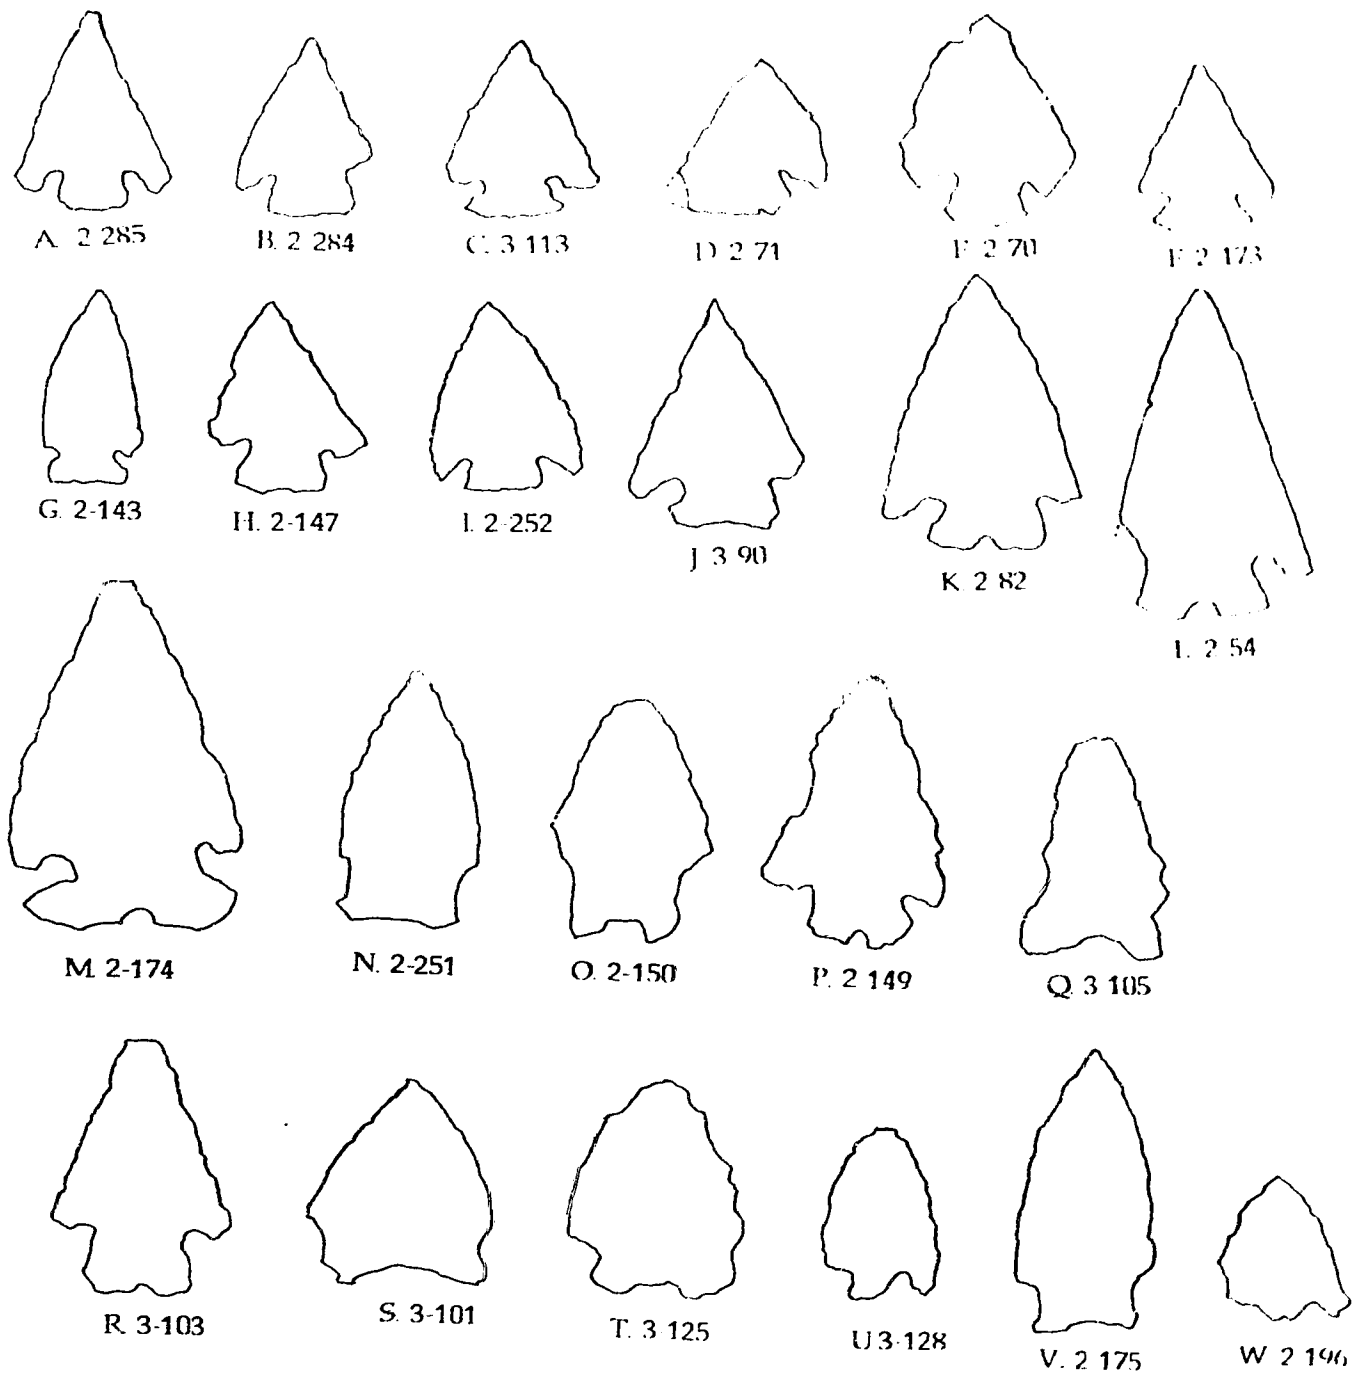 A. 2 285
B. 2 284
C. 3 113
D. 2 71
E. 2 70
F. 2 173
G. 2-143
H. 2-147
I. 2-252
J 3 90
K. 2 82
L. 2 54
M. 2-174
N. 2-251
O. 2-150
P. 2 149
Q. 3 105
R. 3-103
S. 3-101
T. 3 125
U 3-128
V. 2 175
W 2